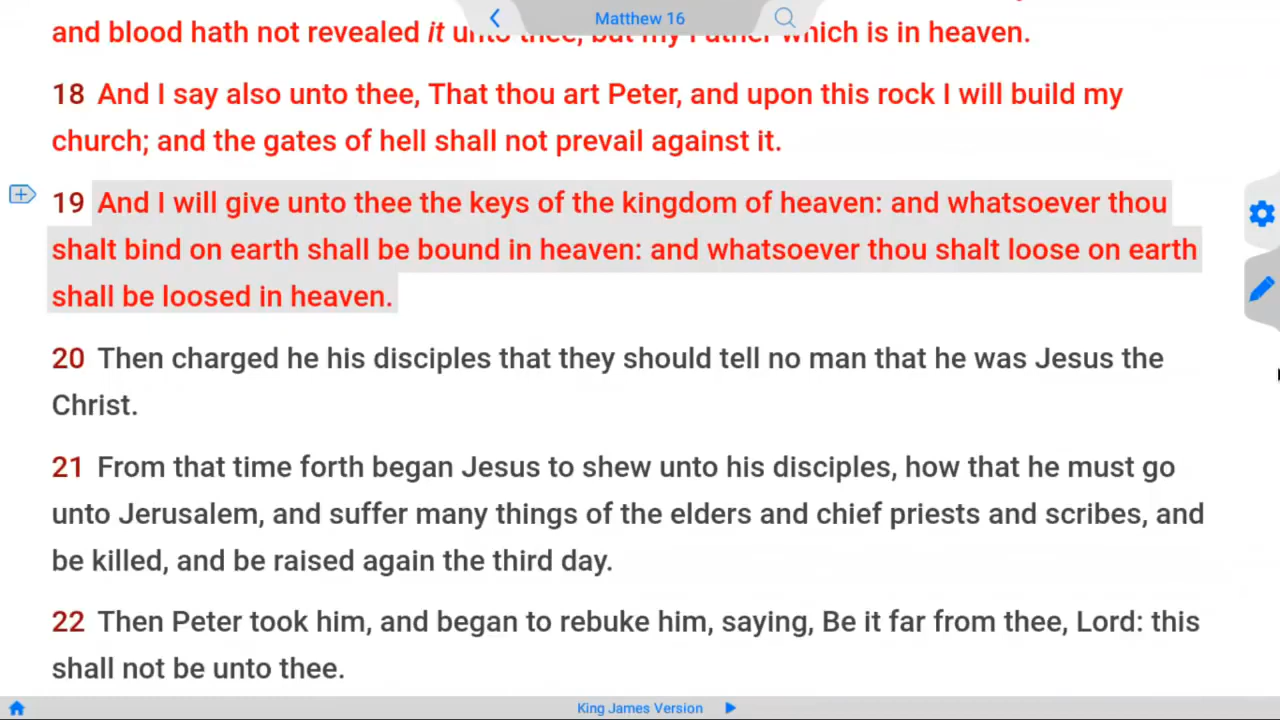 Matthew 16
and blood hath not revealed it unto thee, but my Father which is in heaven.
18 And I say also unto thee, That thou art Peter, and upon this rock I will build my
church; and the gates of hell shall not prevail against it.
19 And I will give unto thee the keys of the kingdom of heaven: and whatsoever thou
shalt bind on earth shall be bound in heaven: and whatsoever thou shalt loose on earth
shall be loosed in heaven.
20 Then charged he his disciples that they should tell no man that he was Jesus the
Christ.
21 From that time forth began Jesus to shew unto his disciples, how that he must go
unto Jerusalem, and suffer many things of the elders and chief priests and scribes, and
be killed, and be raised again the third day.
22 Then Peter took him, and began to rebuke him, saying, Be it far from thee, Lord: this
shall not be unto thee.
King James Version